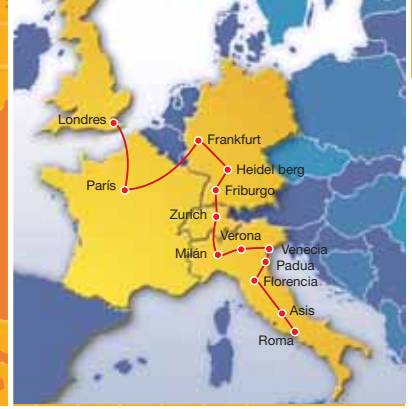 Londres
Frankfurt
Heidel berg
París
Friburgo
Zurich
Verona
Milán
Venecia
Padua
Florencia
Asis
Roma